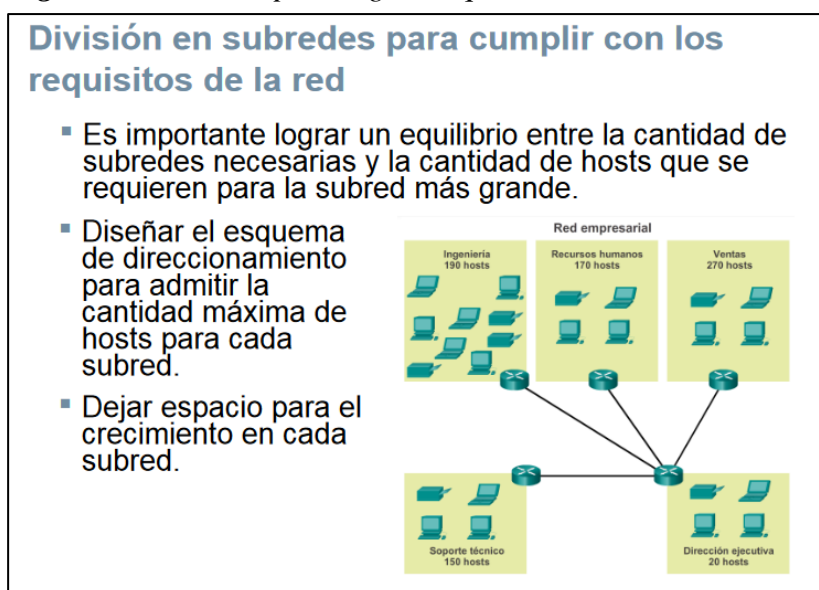 División en subredes para cumplir con los
requisitos de la red
Es importante lograr un equilibrio entre la cantidad de
subredes necesarias y la cantidad de hosts que se
requieren para la subred más grande.
Diseñar el esquema
de direccionamiento
para admitir la
cantidad máxima de
hosts para cada
subred.
Dejar espacio para el
crecimiento en cada
subred.
Red empresarial
Ingeniería
190 hosts
Recursos humanos
170 hosts
Ventas
270 hosts
Soporte técnico
150 hosts
Dirección ejecutiva
20 hosts